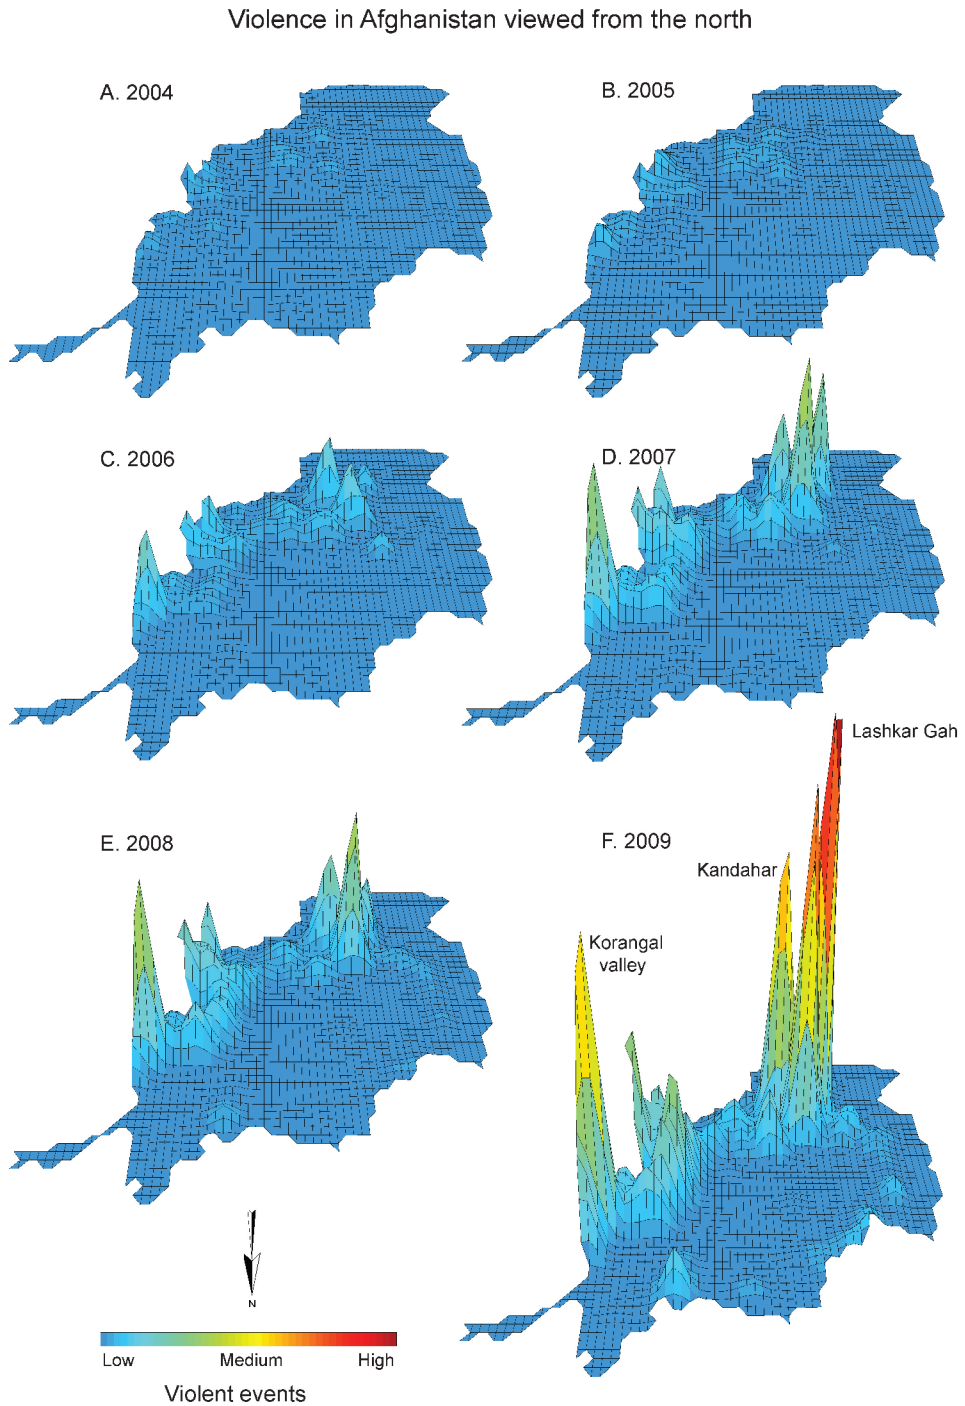 Violence in Afghanistan viewed from the north
A. 2004
B. 2005
C. 2006
D. 2007
E. 2008
F. 2009
Lashkar Gah
Kandahar
Korangal
valley
N
Low
Medium
High
Violent events